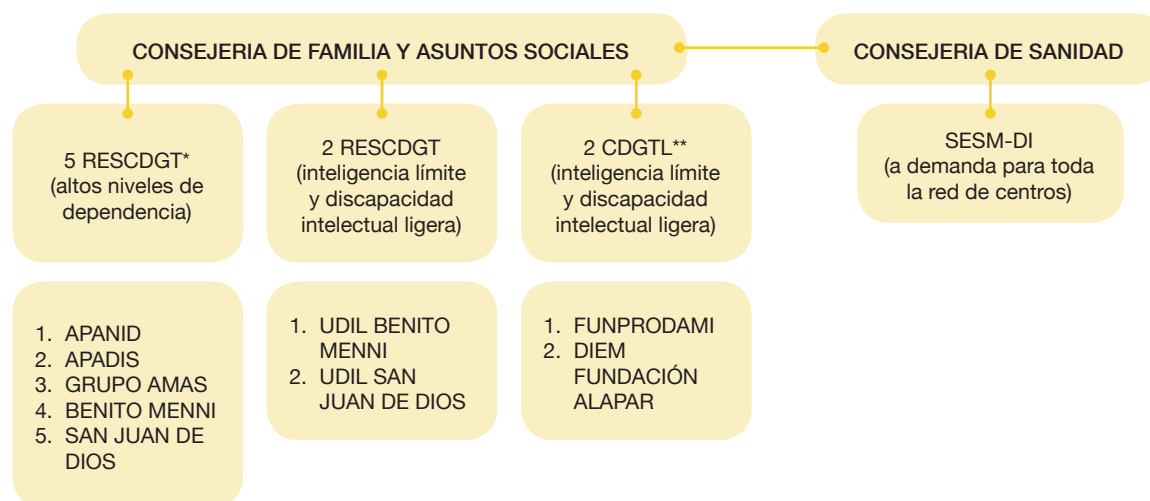 CONSEJERIA DE FAMILIA Y ASUNTOS SOCIALES
CONSEJERIA DE SANIDAD
5 RESCDGT*
(altos niveles de
dependencia)
2 RESCDGT
(inteligencia límite
y discapacidad
intelectual ligera)
2 CDGTL**
(inteligencia límite
y discapacidad
intelectual ligera)
SESM-DI
(a demanda para toda
la red de centros)
1. APANID
2. APADIS
3. GRUPO AMAS
4. BENITO MENNI
5. SAN JUAN DE
DIOS
1. UDIL BENITO
MENNI
2. UDIL SAN
JUAN DE DIOS
1. FUNPRODAMI
2. DIEM
FUNDACIÓN
ALAPAR